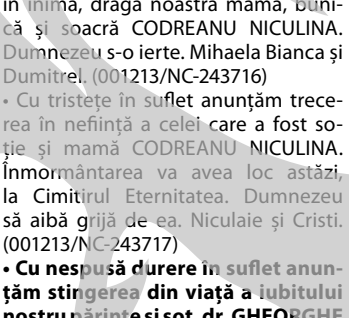 în inima, draga noastră mamă, buni-
că și soacră CODREANU NICULINA.
Dumnezeu s-o ierte. Mihaela Bianca și
Dumitrel. (001213/NC-243716)
• Cu tristețe în suflet anunțăm trece-
rea în neființă a celei care a fost so-
ție și mamă CODREANU NICULINA.
Înmormântarea va avea loc astăzi,
la Cimitirul Eternitatea. Dumnezeu
să aibă grijă de ea. Niculaie și Cristi.
(001213/NC-243717)
• Cu nespusă durere în suflet anun-
țăm stingerea din viață a iubitului
nostru părinte și soț, dr. GHEORGHE